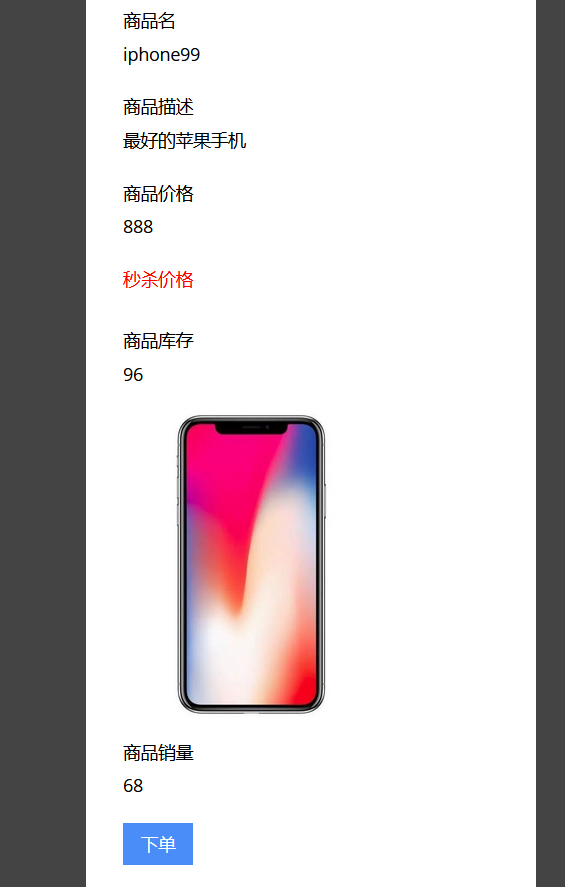 商品名
iphone99
商品描述
最好的苹果手机
商品价格
888
秒杀价格
商品库存
96
商品销量
68
下单